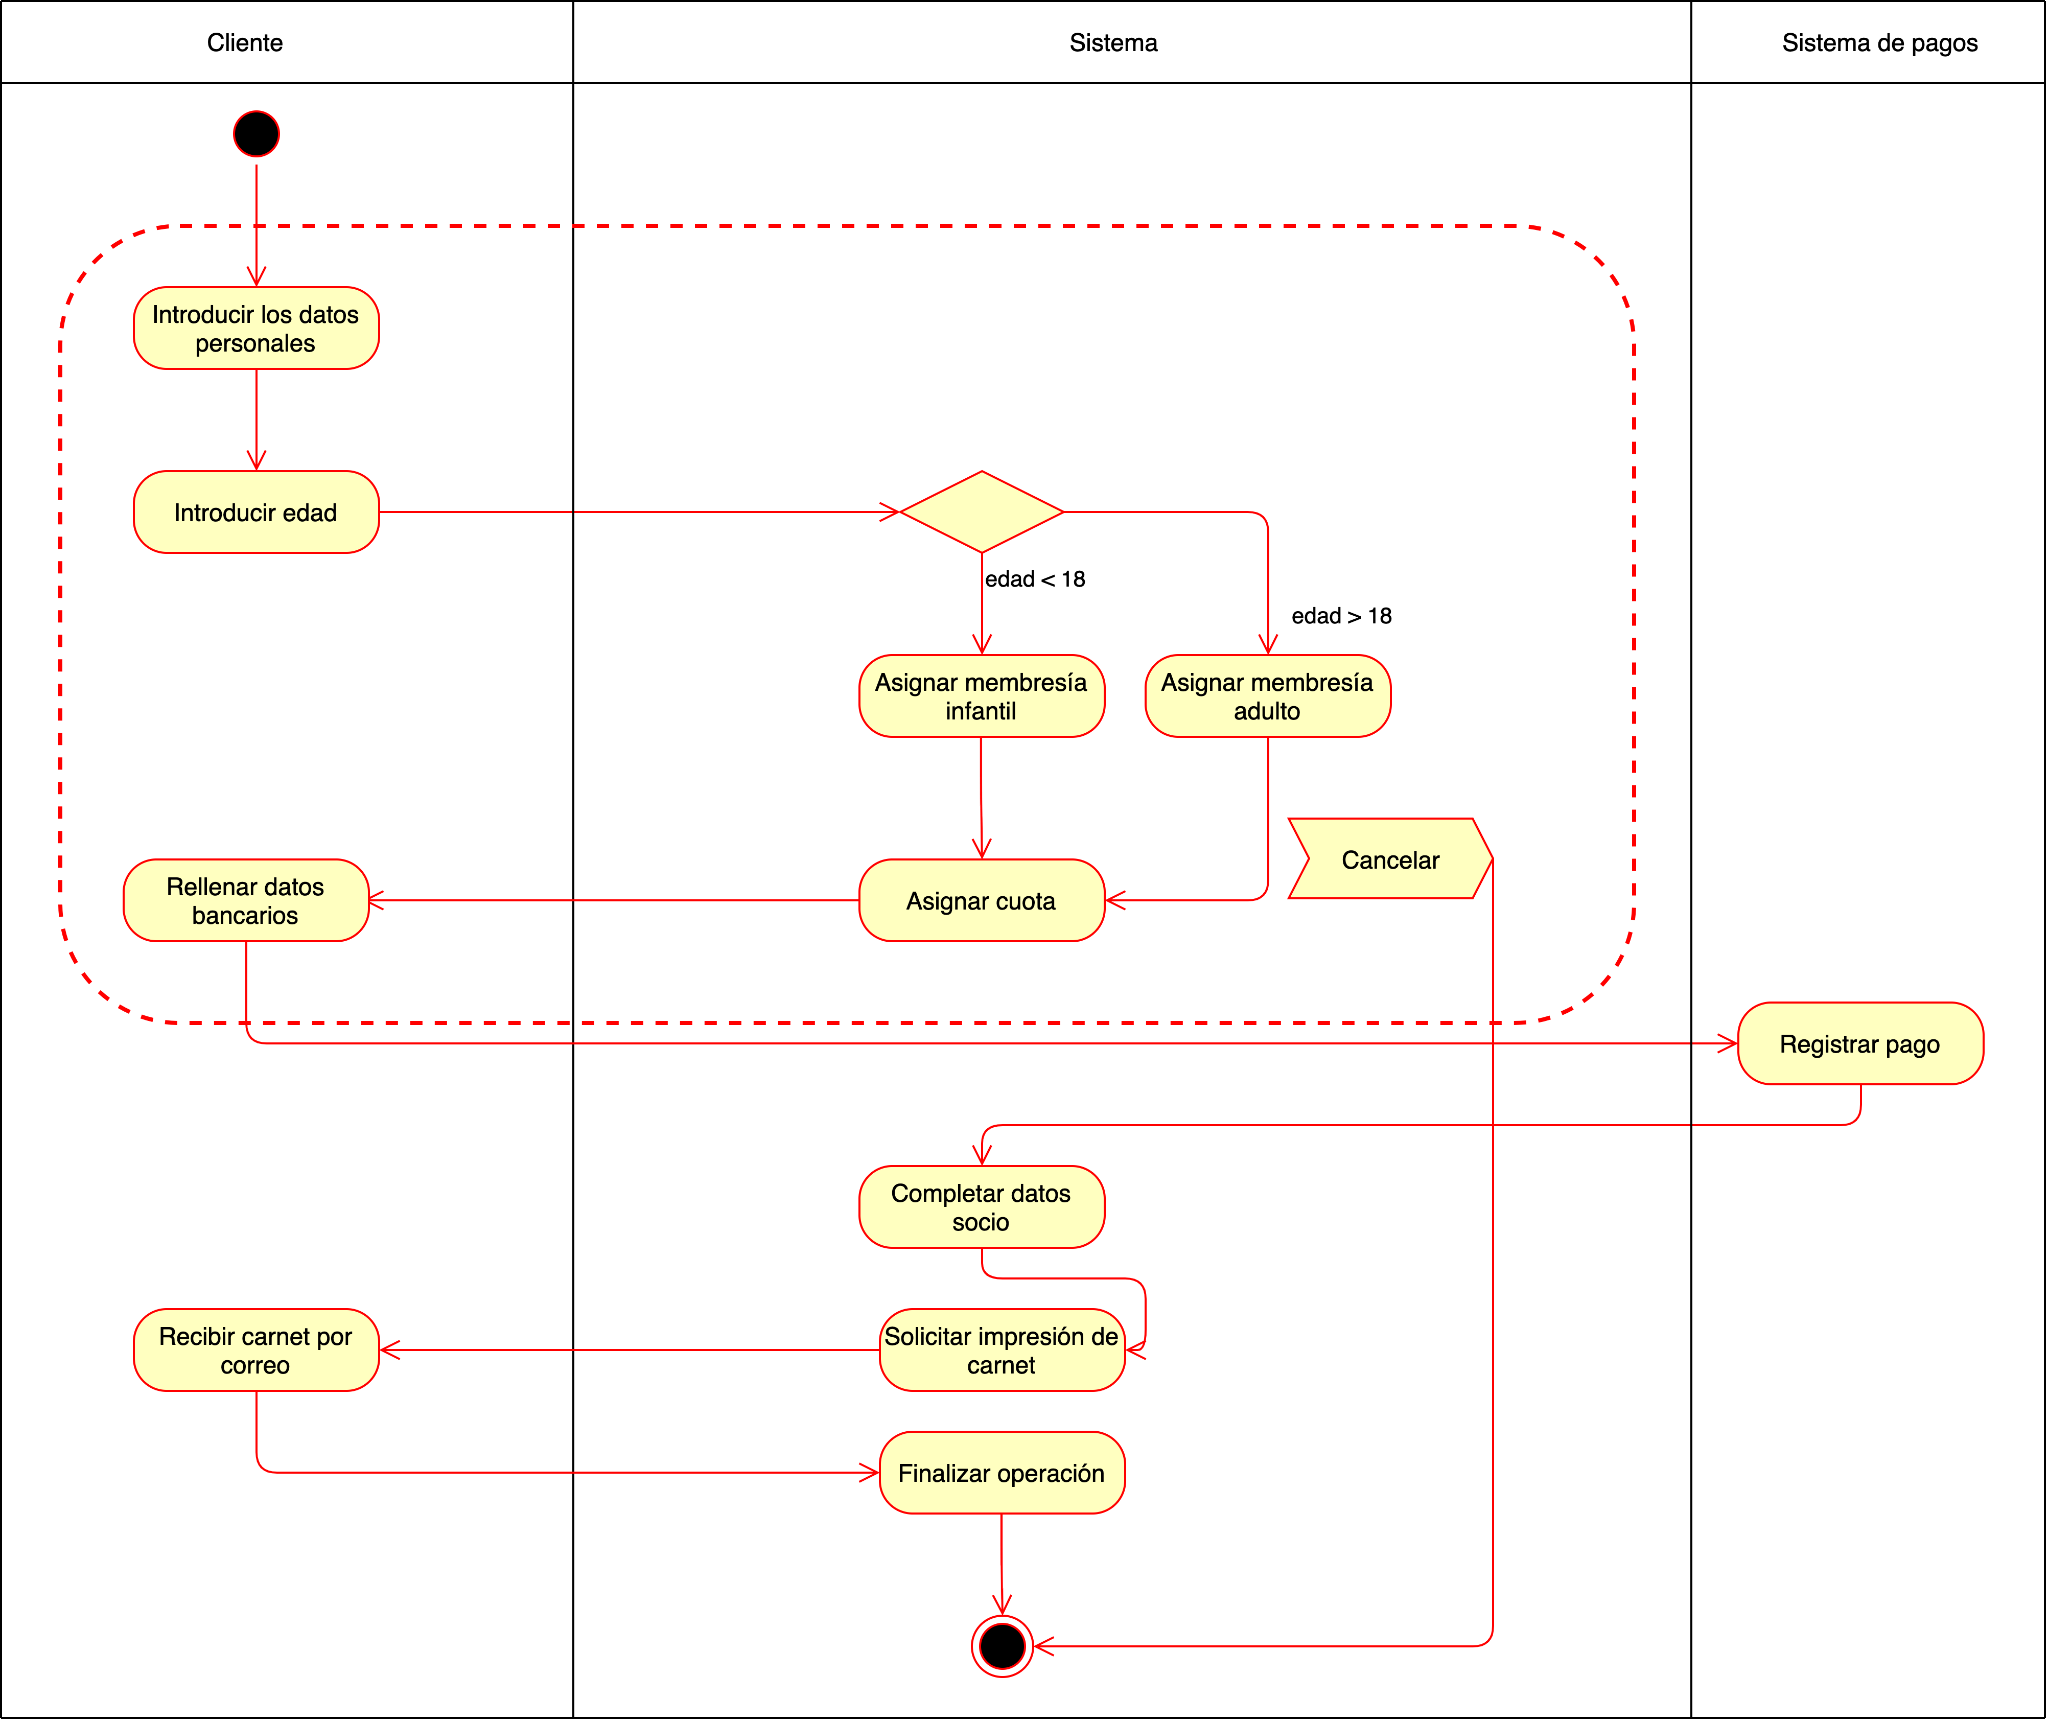 Cliente
Sistema
Sistema de pagos
Introducir los datos
personales
Introducir edad
edad < 18
edad > 18
Asignar membresía
infantil
Asignar membresía
adulto
Cancelar
Rellenar datos
bancarios
Asignar cuota
Registrar pago
Completar datos
socio
Recibir carnet por
correo
Solicitar impresión de
carnet
Finalizar operación